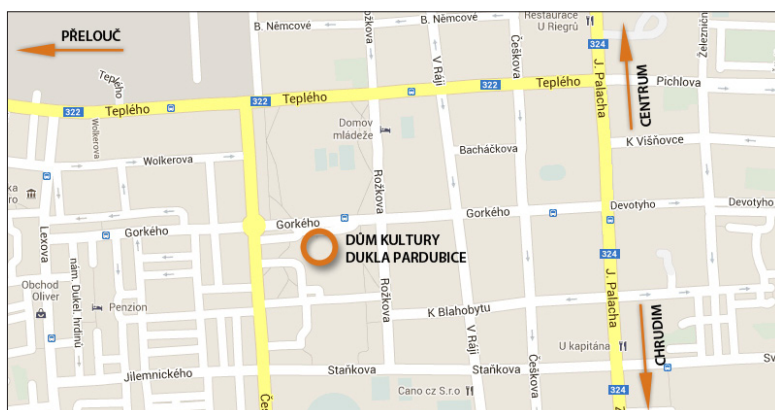 Restaurace
U Riegrů
B. Němcové
B. Němcové
324
PŘELOUČ
Rožkova
V Ráji
Češkova
J. Palacha
CENTRUM
Teplého
322
Teplého
322
Teplého
322
Teplého
Pichlova
Wolkerova
Domov
mládeže
K Višňovce
Wolkerova
Bacháčkova
Rožkova
Lexova
Gorkého
Gorkého
Gorkého
Devotyho
Devotyho
DŮM KULTURY
DUKLA PARDUBICE
324
nám. Dukel. hrdinů
Obchod
Oliver
Penzion
Rožkova
K Blahobytu
V Ráji
Češkova
J. Palacha
CHRUDIM
U kapitána
Jilemnického
Staňkova
Staňkova
Cano cz S.r.o
324